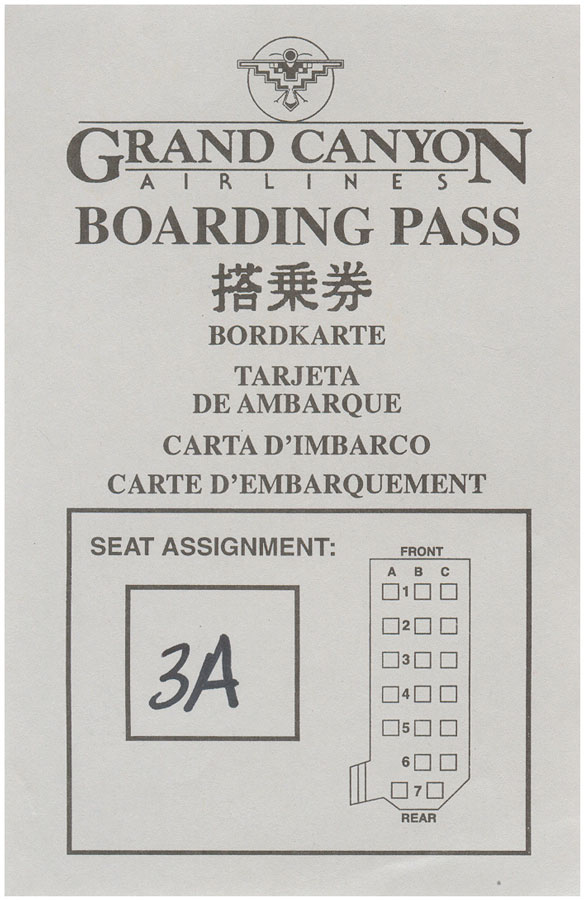 GRAND CANYON
AIRLINES
BOARDING PASS
搭乗券
BORDKARTE
TARJETA
DE AMBARQUE
CARTA D'IMBARCO
CARTE D'EMBARQUEMENT
SEAT ASSIGNMENT:
3A
FRONT
A B C
1
2
3
4
5
6
7
REAR